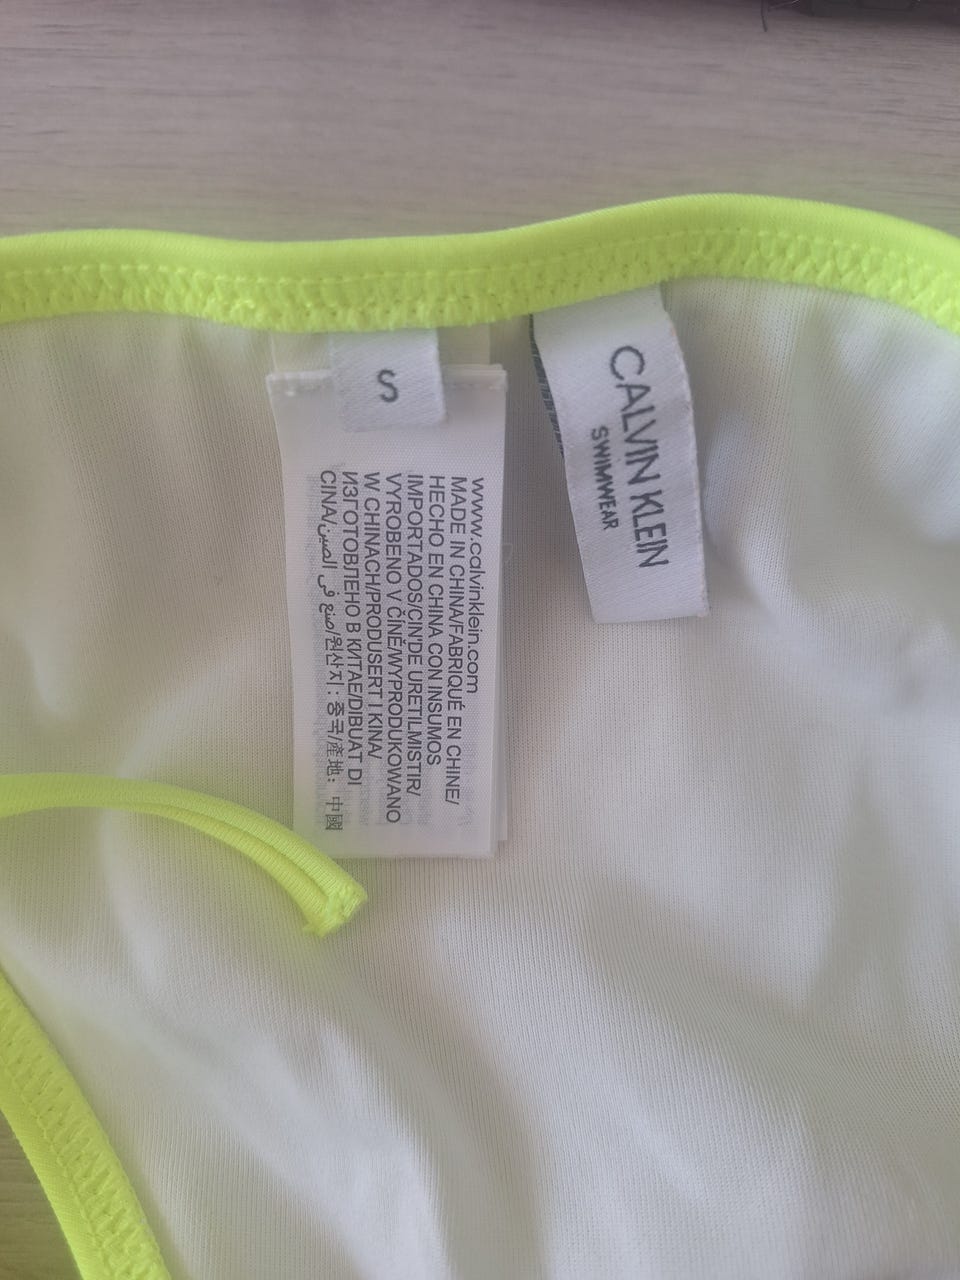 S
www.calvinklein.com
MADE IN CHINA/FABRIQUÉ EN CHINE/
HECHO EN CHINA CON INSUMOS
IMPORTADOS/CIN'DE URETILMISTIR/
VYROBENO V ČÍNĚ/WYPRODUKOWANO
W CHINACH/PRODUSERT I KINA/
ИЗГОТОВЛЕНО В КИТАЕ/DIBUAT DI
CINA/صنع في الصين/원산지: 중국/產地: 中國
CALVIN KLEIN
SWIMWEAR